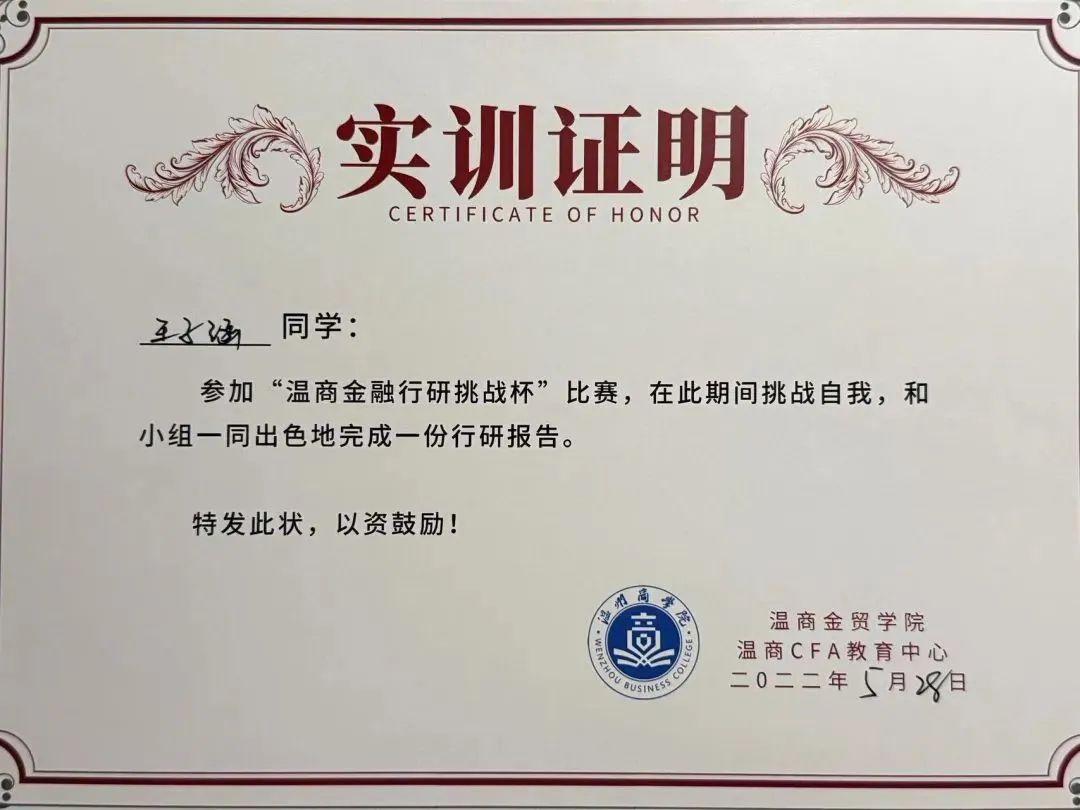 实训证明
CERTIFICATE OF HONOR
王子涵 同学：
参加“温商金融行研挑战杯”比赛，在此期间挑战自我，和
小组一同出色地完成一份行研报告。
特发此状，以资鼓励！
温州商学院
WENZHOU BUSINESS COLLEGE
温商金贸学院
温商CFA教育中心
二〇二二年5月28日